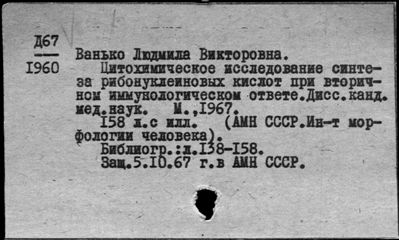 Д67
1960
Ванько Людмила Викторовна.
Цитохимическое исследование синте-
за рибонуклеиновых кислот при вторич-
ном иммунологическом ответе.Дисс.канд.
мед.наук. М.,1967.
158 л.с илл. (АМН СССР.Ин-т мор-
фологии человека).
Библиогр.:л.138-158.
Защ.5.10.67 г.в АМН СССР.